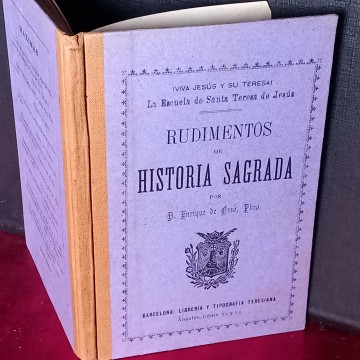 ¡VIVA JESÚS Y SU TERESA!
La Escuela de Santa Teresa de Jesús
RUDIMENTOS
DE
HISTORIA SAGRADA
POR
D. Enrique de Ossó, Pbro.
BARCELONA: LIBRERÍA Y TIPOGRAFÍA TERESIANA
Ángeles,